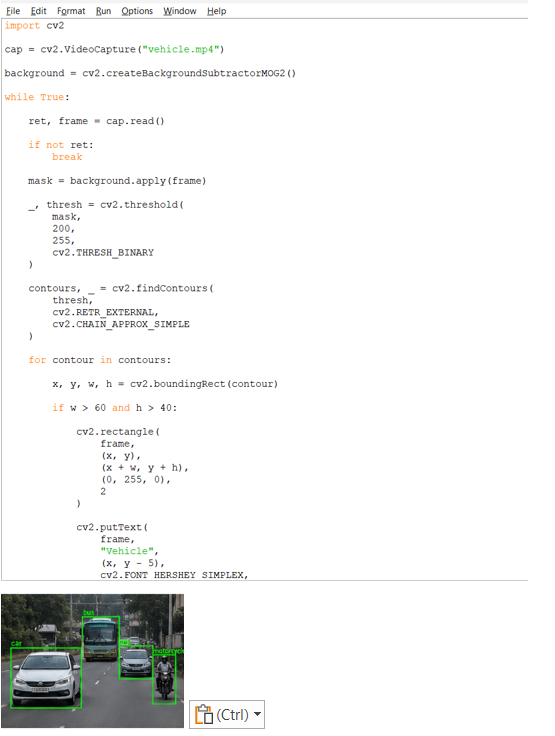 File Edit Format Run Options Window Help
import cv2
cap = cv2.VideoCapture("vehicle.mp4")
background = cv2.createBackgroundSubtractorMOG2()
while True:
    ret, frame = cap.read()
    if not ret:
        break
    mask = background.apply(frame)
    _, thresh = cv2.threshold(
        mask,
        200,
        255,
        cv2.THRESH_BINARY
    )
    contours, _ = cv2.findContours(
        thresh,
        cv2.RETR_EXTERNAL,
        cv2.CHAIN_APPROX_SIMPLE
    )
    for contour in contours:
        x, y, w, h = cv2.boundingRect(contour)
        if w > 60 and h > 40:
            cv2.rectangle(
                frame,
                (x, y),
                (x + w, y + h),
                (0, 255, 0),
                2
            )
            cv2.putText(
                frame,
                "Vehicle",
                (x, y - 5),
                cv2.FONT_HERSHEY_SIMPLEX,
bus
car
motorcycle
(Ctrl)